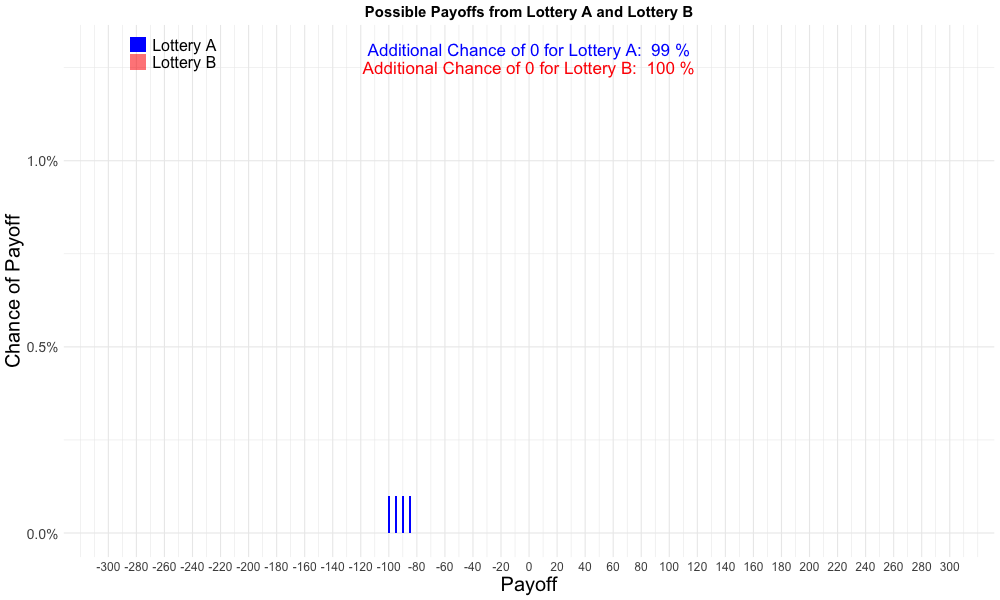 Possible Payoffs from Lottery A and Lottery B
Lottery A
Lottery B
Additional Chance of 0 for Lottery A:  99 %
Additional Chance of 0 for Lottery B:  100 %
Chance of Payoff
1.0%
0.5%
0.0%
-300 -280 -260 -240 -220 -200 -180 -160 -140 -120 -100 -80 -60 -40 -20 0 20 40 60 80 100 120 140 160 180 200 220 240 260 280 300
Payoff